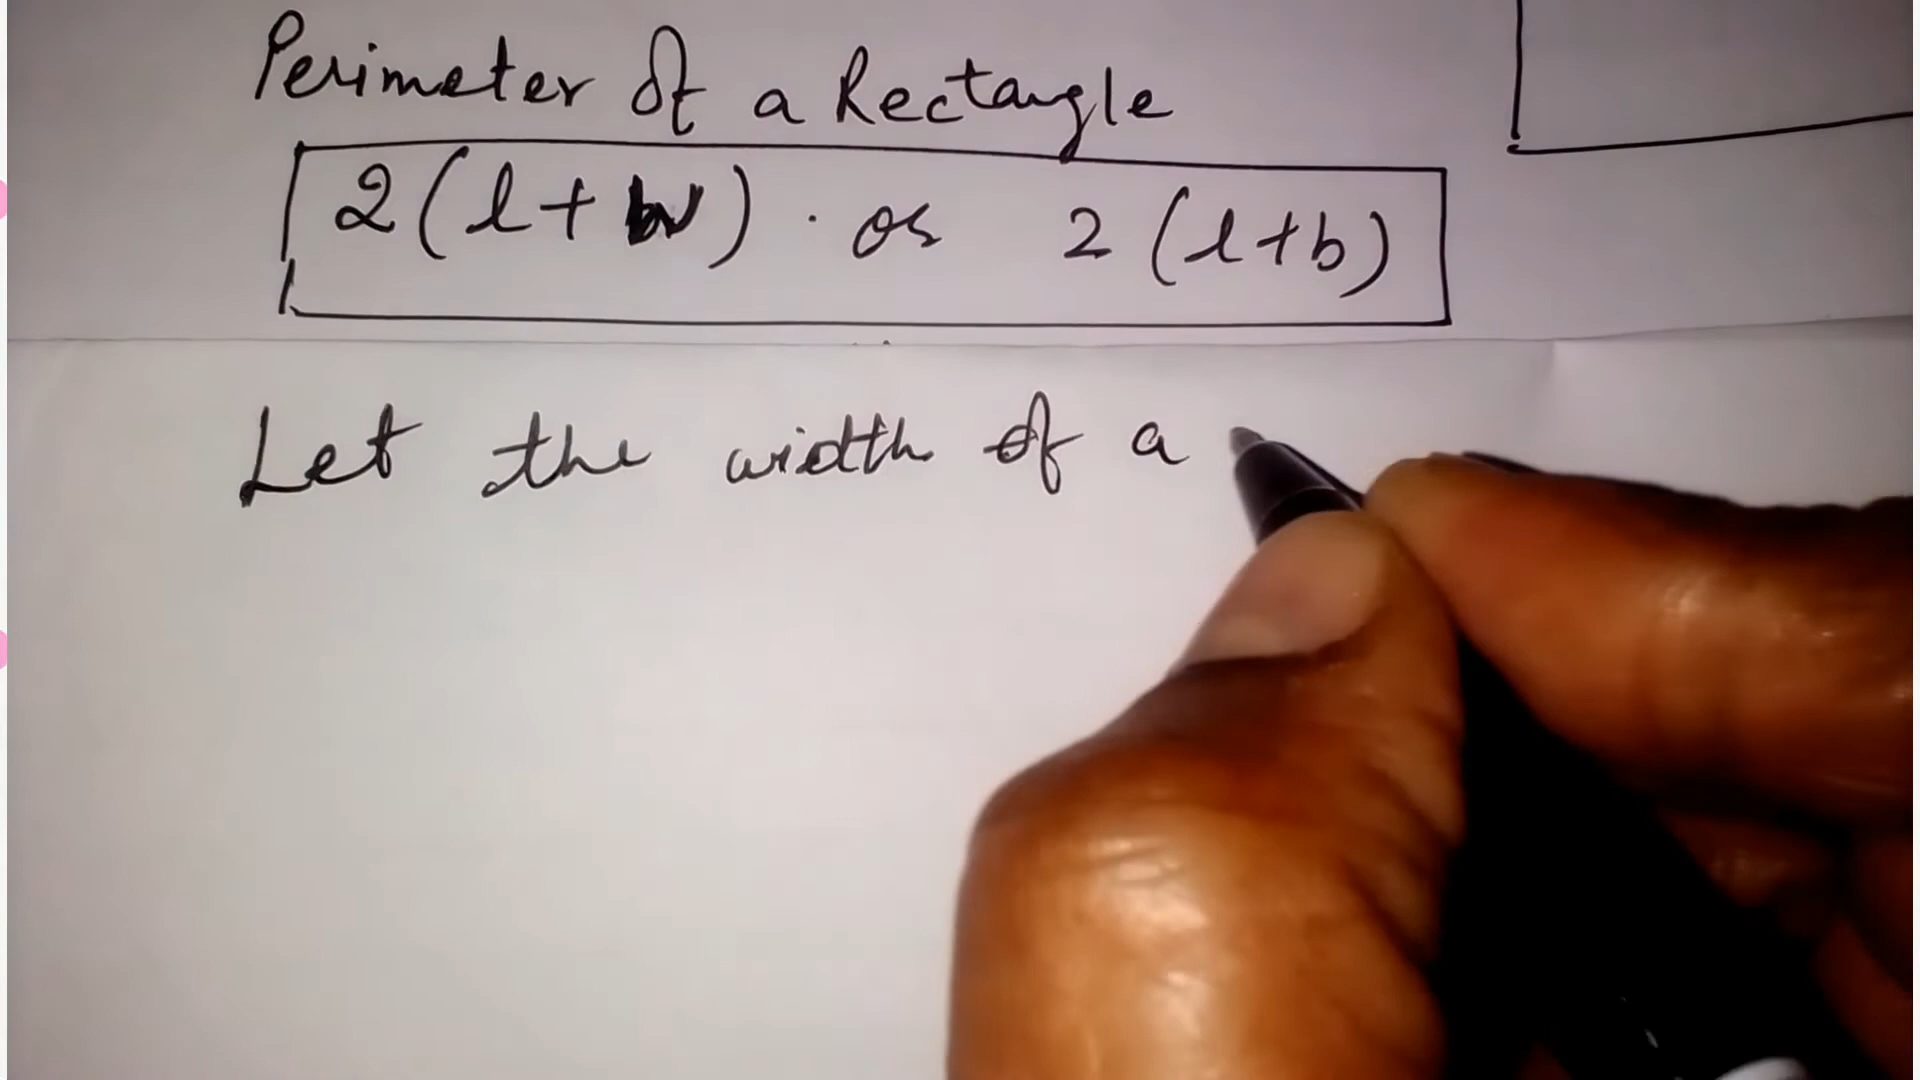 Perimeter of a Rectangle
2(l+w) . or 2(l+b)
Let the width of a